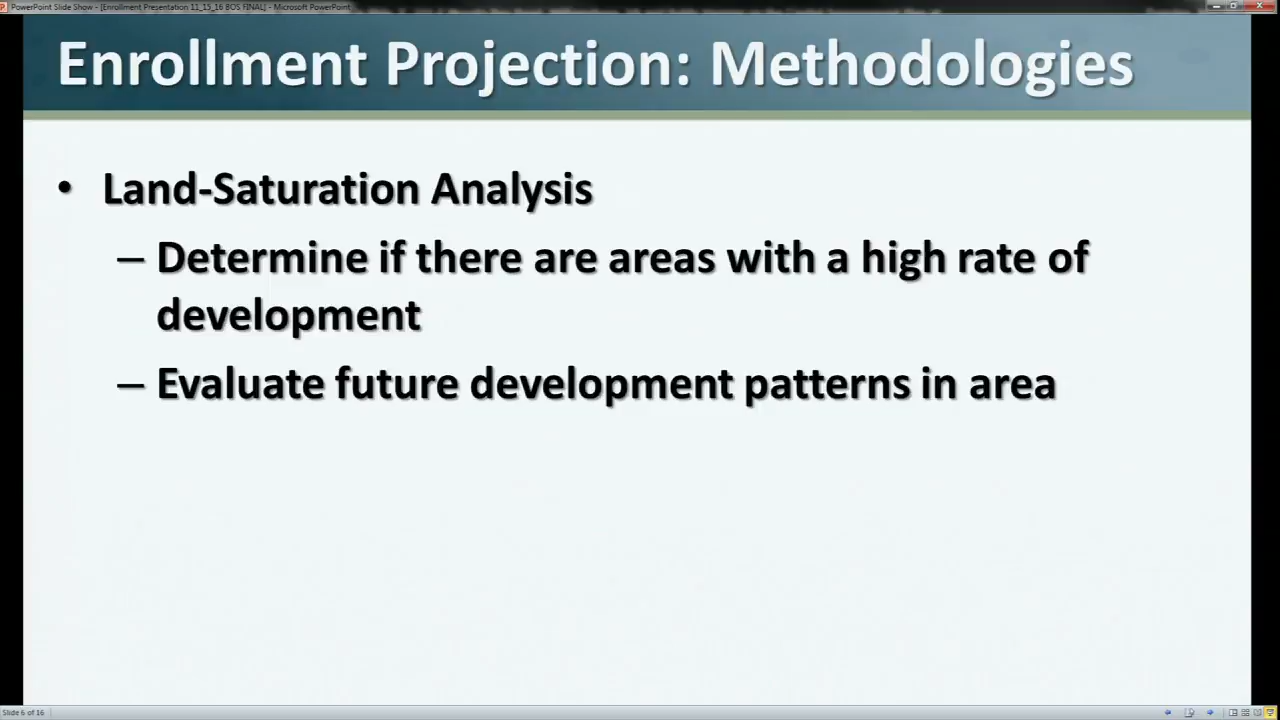 PowerPoint Slide Show - [Enrollment Presentation 11_15_16 BOS FINAL] - Microsoft PowerPoint
Enrollment Projection: Methodologies
• Land-Saturation Analysis
– Determine if there are areas with a high rate of
development
– Evaluate future development patterns in area
Slide 6 of 16